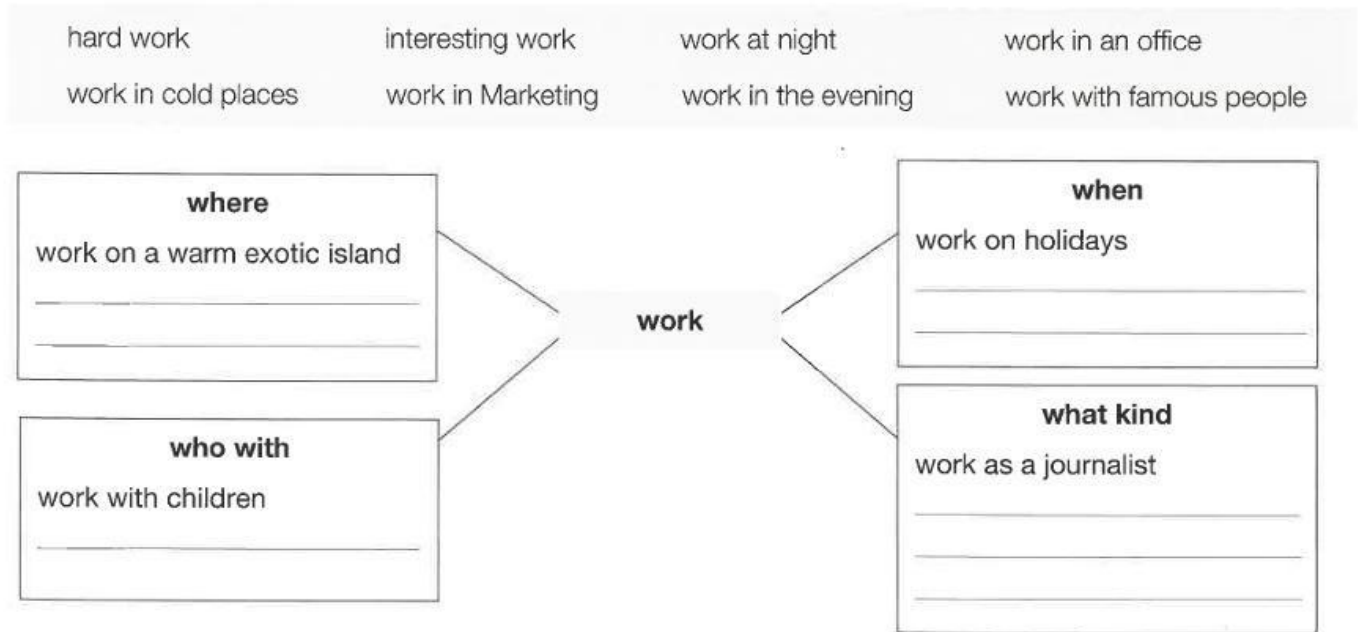 hard work interesting work work at night work in an office
work in cold places work in Marketing work in the evening work with famous people
where
work on a warm exotic island
when
work on holidays
work
who with
work with children
what kind
work as a journalist